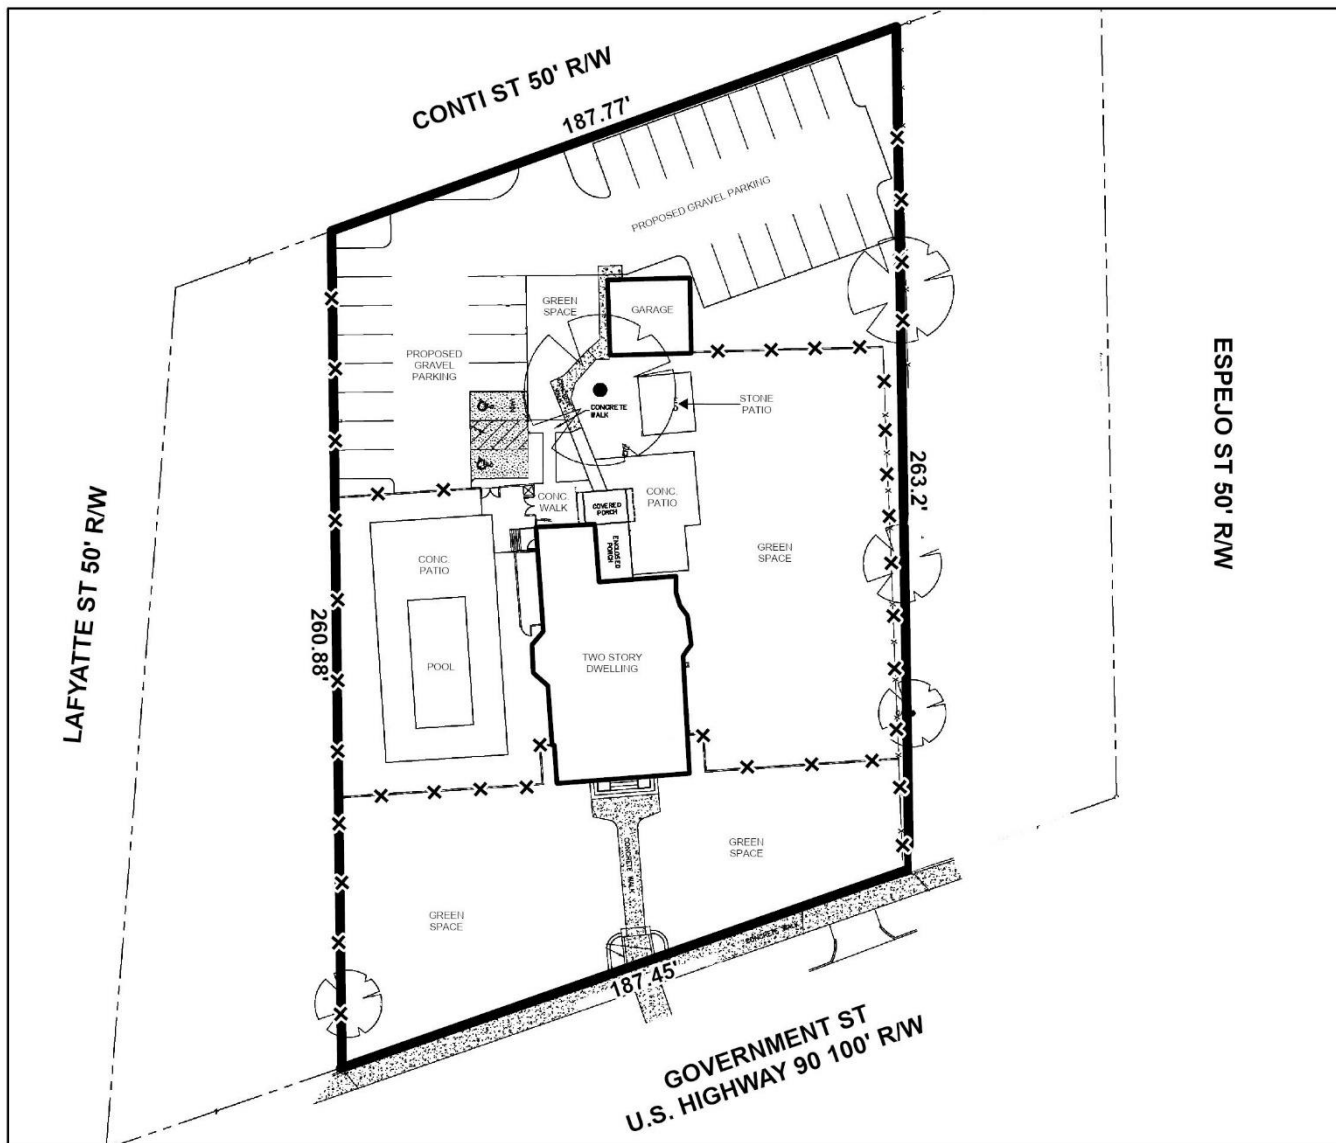 CONTI ST 50' R/W
187.77'
PROPOSED GRAVEL PARKING
GREEN
SPACE
GARAGE
PROPOSED
GRAVEL
PARKING
CONCRETE
WALK
STONE
PATIO
ESPEJO ST 50' R/W
263.2'
CONC.
WALK
COVERED
PORCH
CONC.
PATIO
ENCLOSED
PORCH
GREEN
SPACE
LAFYATTE ST 50' R/W
260.88'
CONC.
PATIO
POOL
TWO STORY
DWELLING
CONCRETE WALK
GREEN
SPACE
GREEN
SPACE
CONCRETE WALK
187.45'
GOVERNMENT ST
U.S. HIGHWAY 90 100' R/W